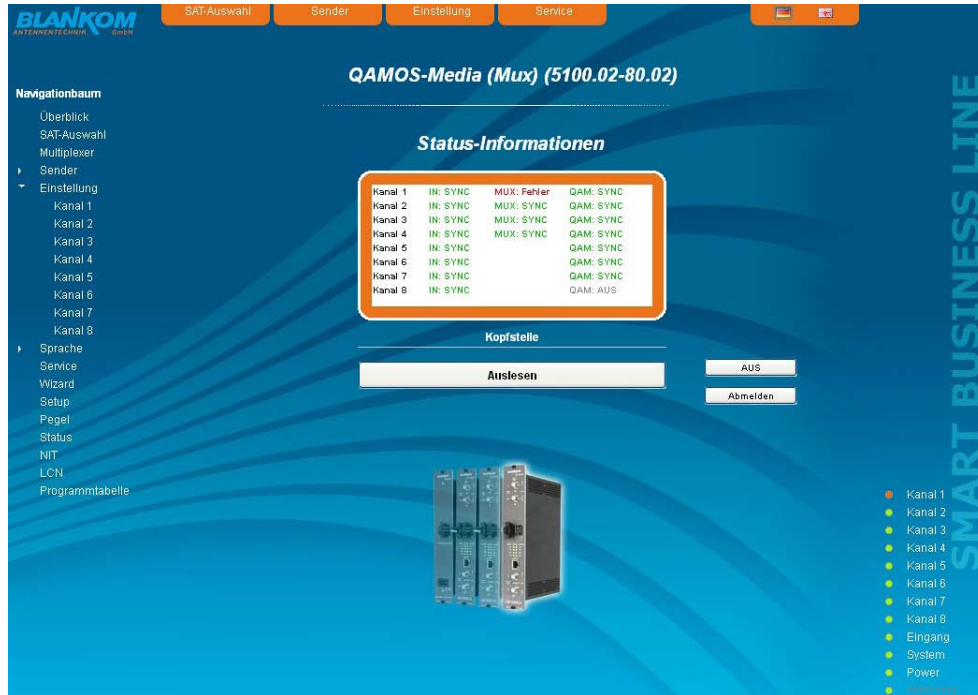 BLANKOM
ANTENNENTECHNIK GmbH
SAT-Auswahl Sender Einstellung Service
QAMOS-Media (Mux) (5100.02-80.02)
Navigationbaum
Überblick
SAT-Auswahl
Multiplexer
Sender
Einstellung
Kanal 1
Kanal 2
Kanal 3
Kanal 4
Kanal 5
Kanal 6
Kanal 7
Kanal 8
Sprache
Service
Wizard
Setup
Pegel
Status
NIT
LCN
Programmtabelle
Status-Informationen
Kanal 1 IN: SYNC MUX: Fehler QAM: SYNC
Kanal 2 IN: SYNC MUX: SYNC QAM: SYNC
Kanal 3 IN: SYNC MUX: SYNC QAM: SYNC
Kanal 4 IN: SYNC MUX: SYNC QAM: SYNC
Kanal 5 IN: SYNC QAM: SYNC
Kanal 6 IN: SYNC QAM: SYNC
Kanal 7 IN: SYNC QAM: SYNC
Kanal 8 IN: SYNC QAM: AUS
Kopfstelle
Auslesen
AUS
Abmelden
SMART BUSINESS LINE
Kanal 1
Kanal 2
Kanal 3
Kanal 4
Kanal 5
Kanal 6
Kanal 7
Kanal 8
Eingang
System
Power